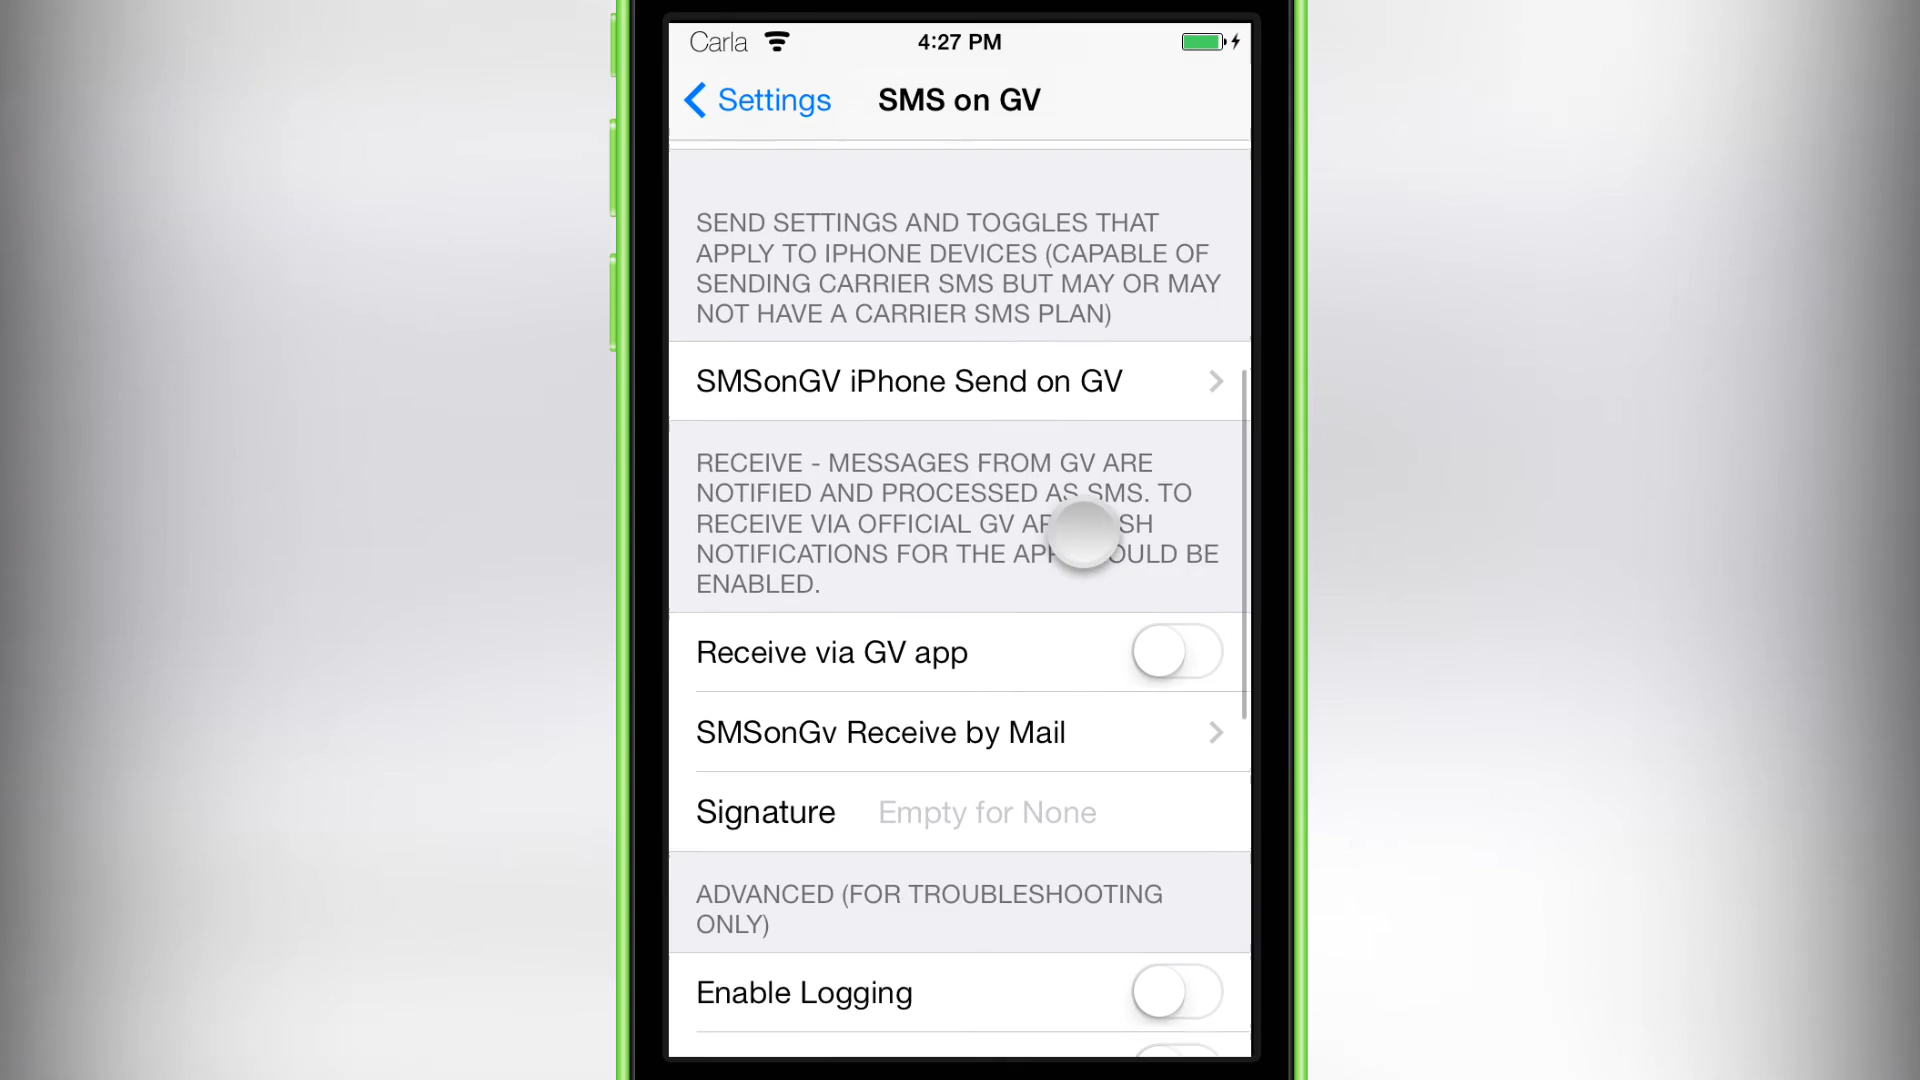 Carla 4:27 PM
Settings SMS on GV
SEND SETTINGS AND TOGGLES THAT
APPLY TO IPHONE DEVICES (CAPABLE OF
SENDING CARRIER SMS BUT MAY OR MAY
NOT HAVE A CARRIER SMS PLAN)
SMSonGV iPhone Send on GV
RECEIVE - MESSAGES FROM GV ARE
NOTIFIED AND PROCESSED AS SMS. TO
RECEIVE VIA OFFICIAL GV
NOTIFICATIONS FOR THE BE
ENABLED.
Receive via GV app
SMSonGv Receive by Mail
Signature Empty for None
ADVANCED (FOR TROUBLESHOOTING
ONLY)
Enable Logging